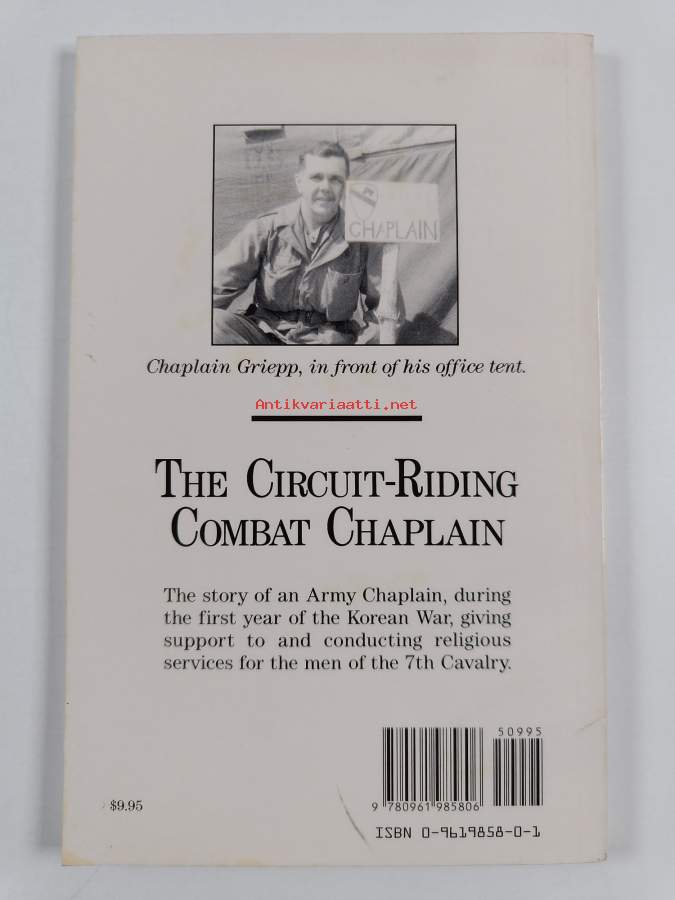 CHAPLAIN
Chaplain Griepp, in front of his office tent.
Antikvariaatti.net
THE CIRCUIT-RIDING
COMBAT CHAPLAIN
The story of an Army Chaplain, during
the first year of the Korean War, giving
support to and conducting religious
services for the men of the 7th Cavalry.
50995
9 780961 985806
$9.95
ISBN 0-9619858-0-1